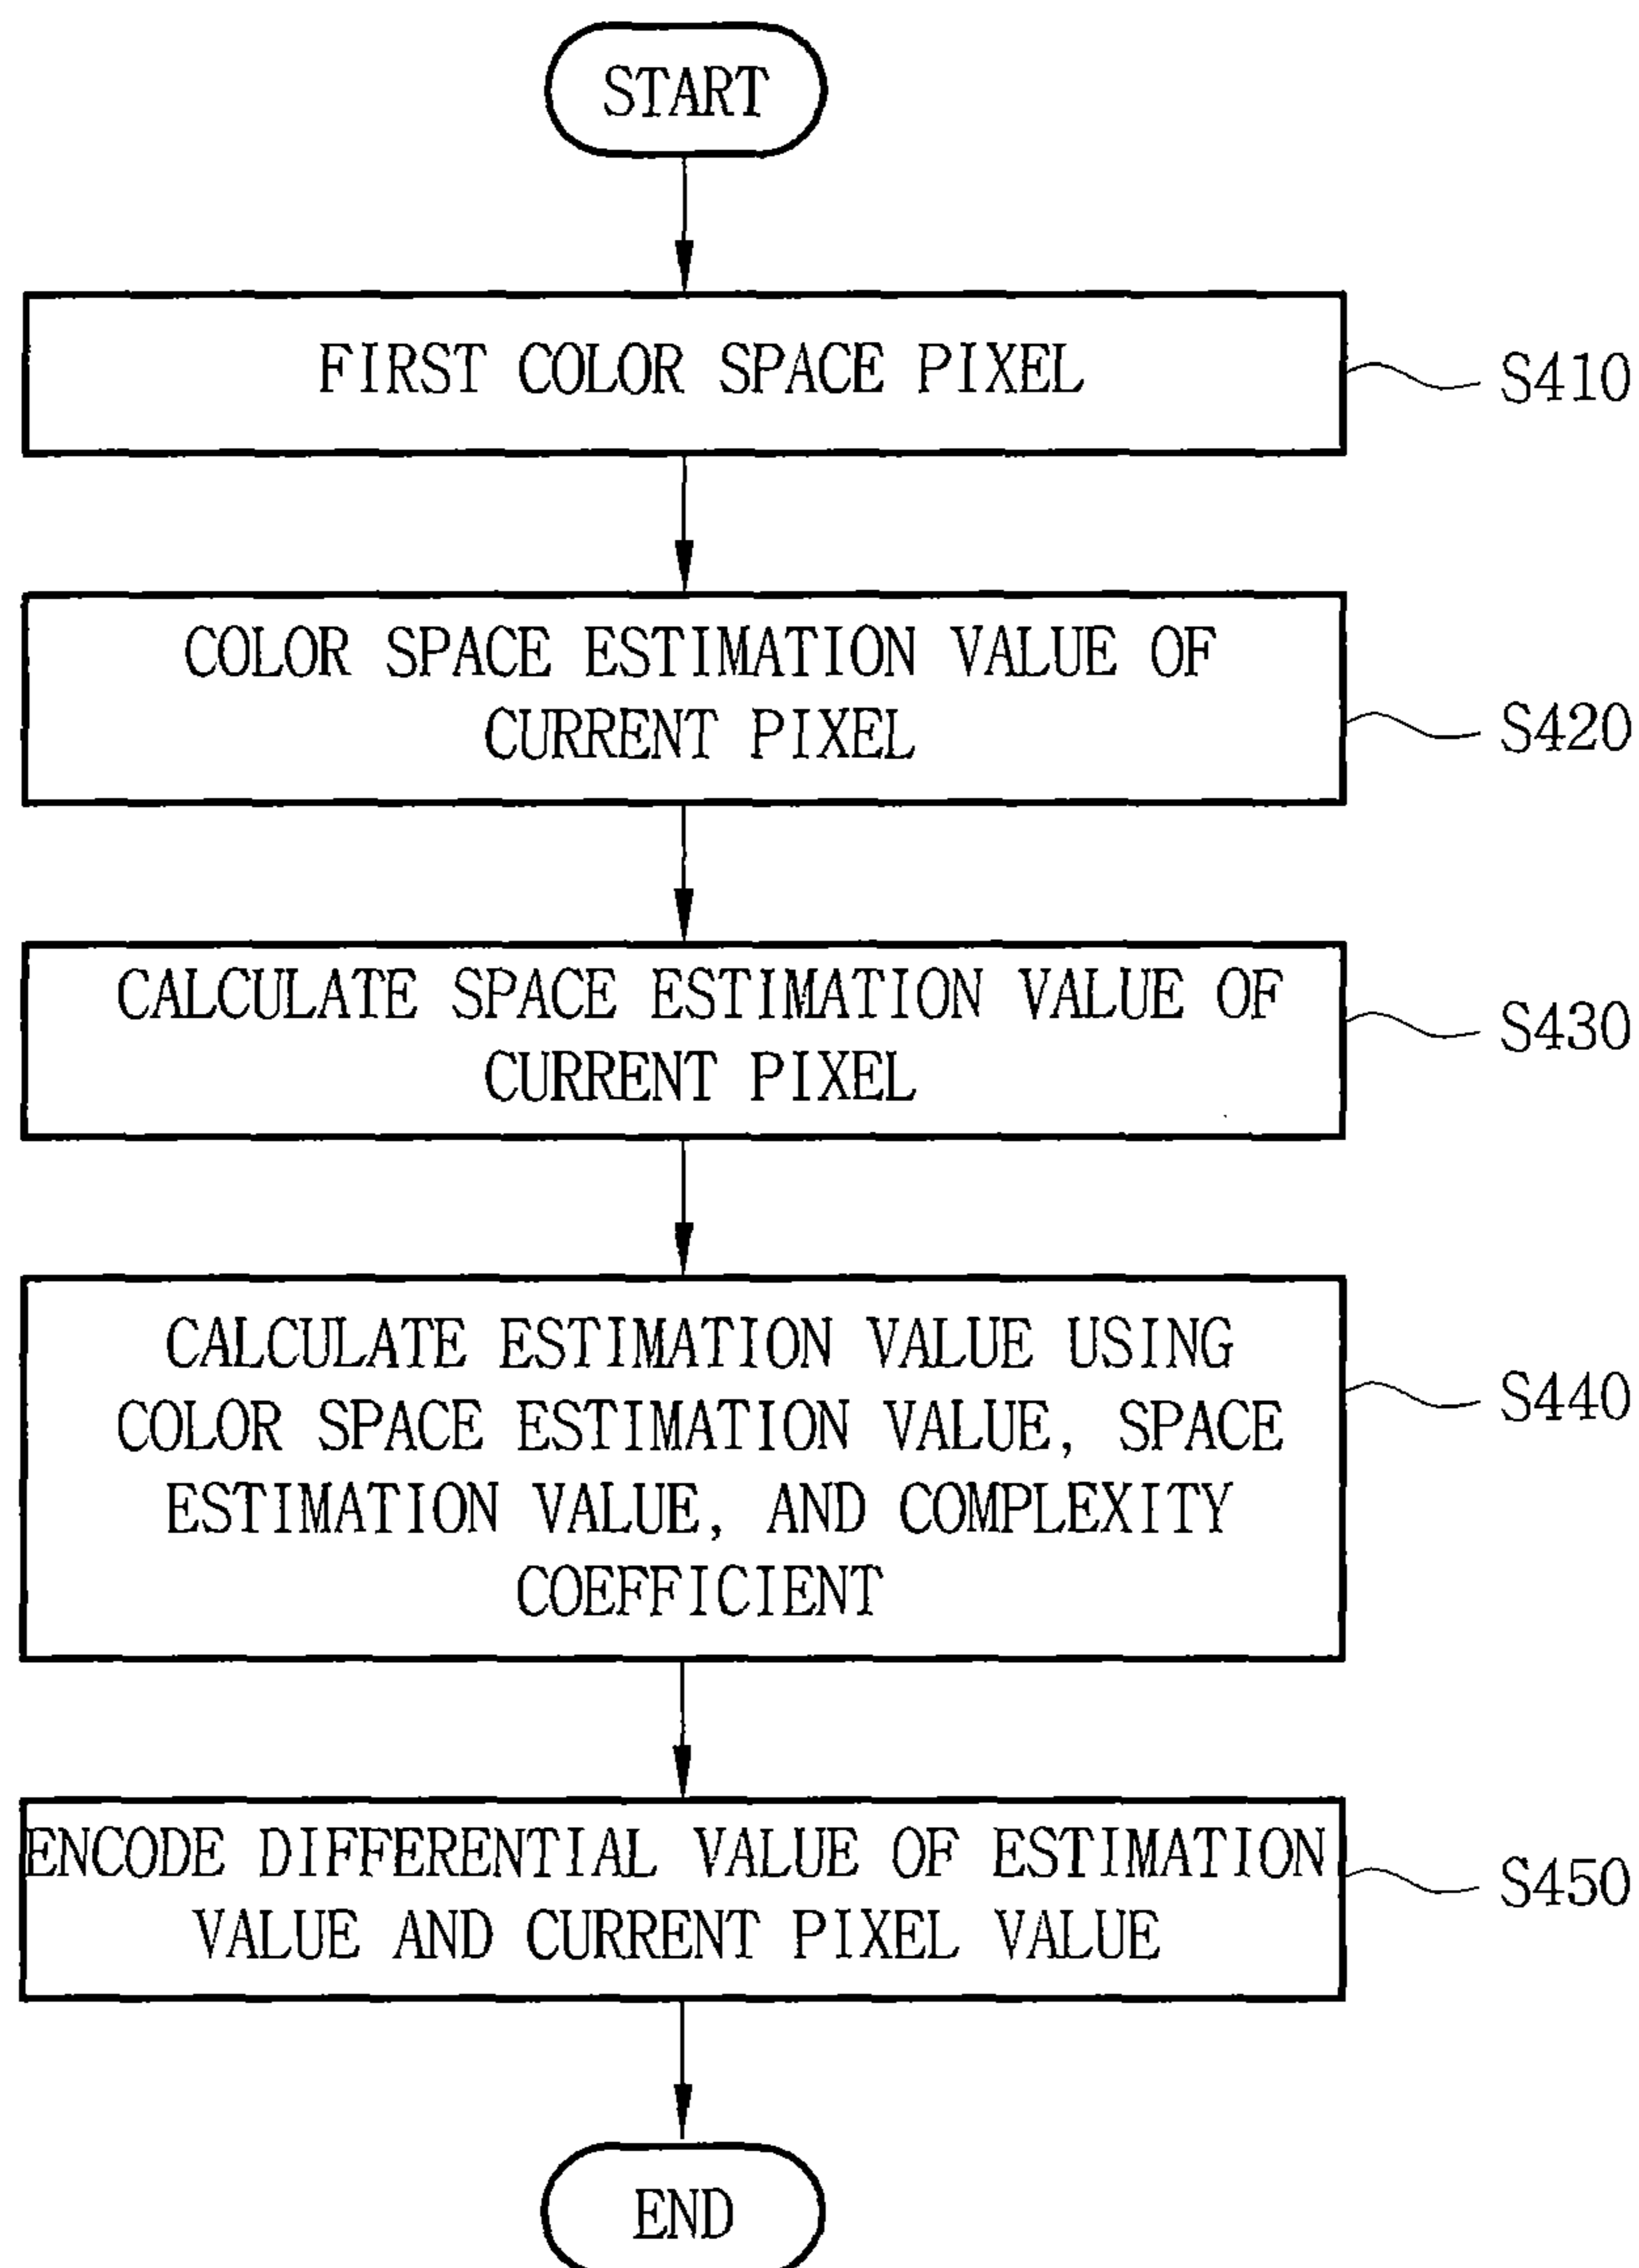 START
FIRST COLOR SPACE PIXEL
S410
COLOR SPACE ESTIMATION VALUE OF
CURRENT PIXEL
S420
CALCULATE SPACE ESTIMATION VALUE OF
CURRENT PIXEL
S430
CALCULATE ESTIMATION VALUE USING
COLOR SPACE ESTIMATION VALUE, SPACE
ESTIMATION VALUE, AND COMPLEXITY
COEFFICIENT
S440
ENCODE DIFFERENTIAL VALUE OF ESTIMATION
VALUE AND CURRENT PIXEL VALUE
S450
END